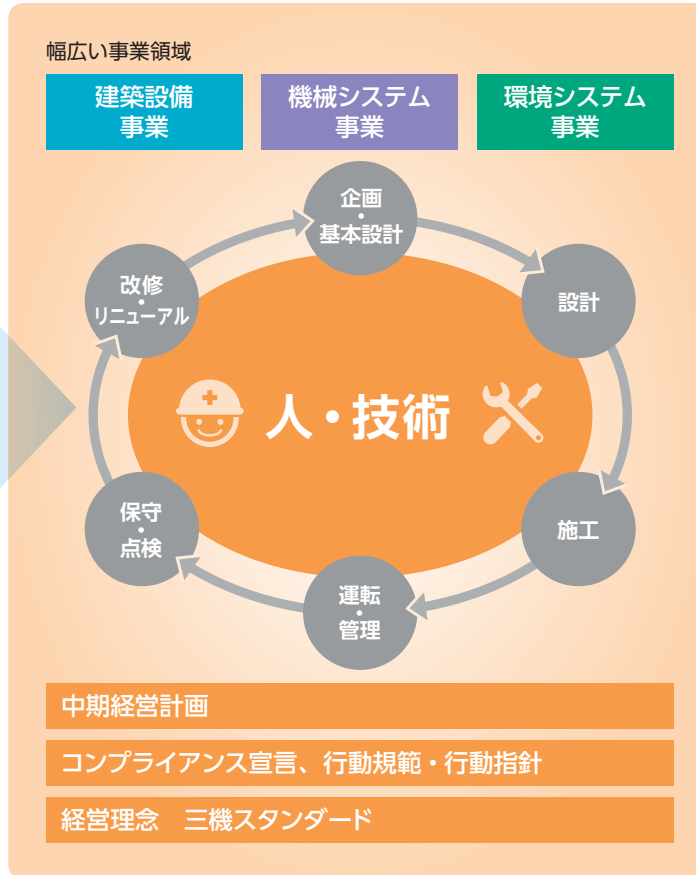 幅広い事業領域
建築設備
事業
機械システム
事業
環境システム
事業
企画
・
基本設計
設計
施工
運転
・
管理
保守
・
点検
改修
・
リニューアル
人・技術
中期経営計画
コンプライアンス宣言、行動規範・行動指針
経営理念　三機スタンダード